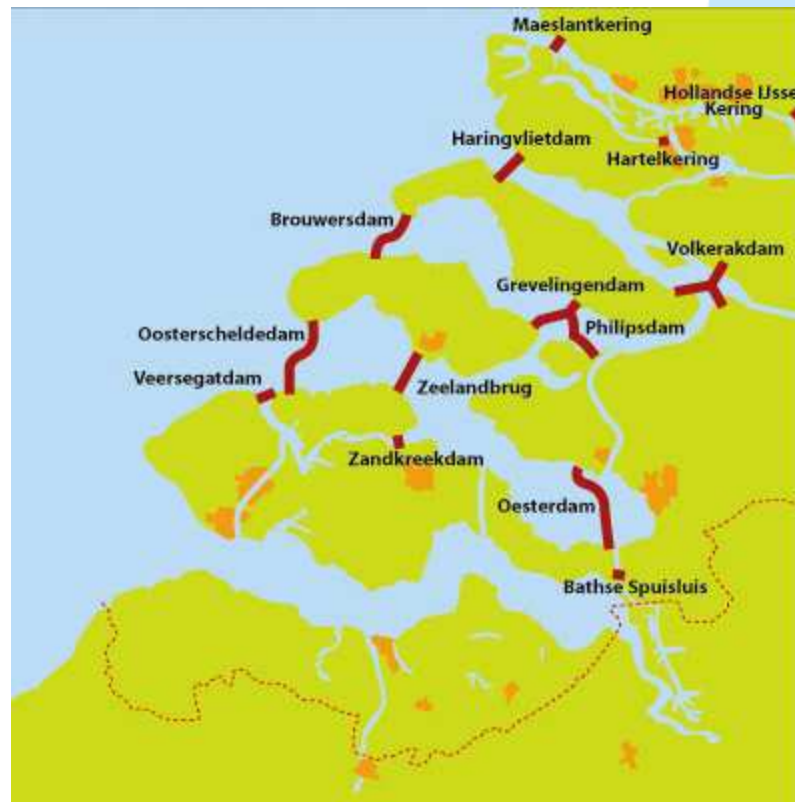 Maeslantkering
Hollandse IJsse
Kering
Haringvlietdam
Hartelkering
Brouwersdam
Volkerakdam
Grevelingendam
Philipsdam
Oosterscheldedam
Veersegatdam
Zeelandbrug
Zandkreekdam
Oesterdam
Bathse Spuisluis